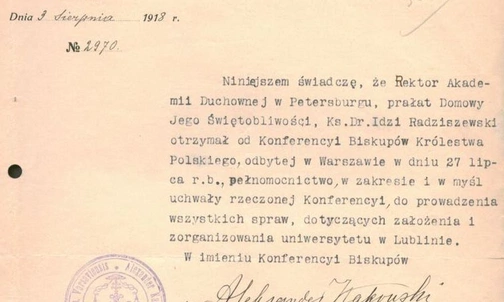 Dnia 3 Sierpnia 1918 r.
№ 2970.
Niniejszem świadczę, że Rektor Akade-
mii Duchownej w Petersburgu, prałat Domowy
Jego Świętobliwości, Ks.Dr.Idzi Radziszewski
otrzymał od Konferencyi Biskupów Królestwa
Polskiego, odbytej w Warszawie w dniu 27 lip-
ca r.b., pełnomocnictwo, w zakresie i w myśl
uchwały rzeczonej Konferencyi, do prowadzenia
wszystkich spraw, dotyczących założenia i
zorganizowania uniwersytetu w Lublinie.
W imieniu Konferencyi Biskupów
Aleksander Kakowski